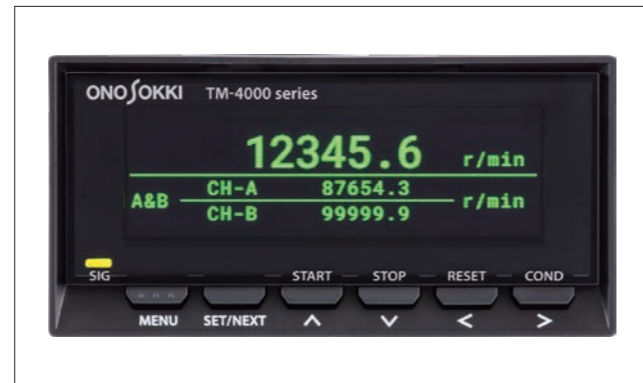 ONO SOKKI TM-4000 series
12345.6 r/min
A&B CH-A 87654.3 r/min
CH-B 99999.9
SIG START STOP RESET COND
MENU SET/NEXT ∧ ∨ < >